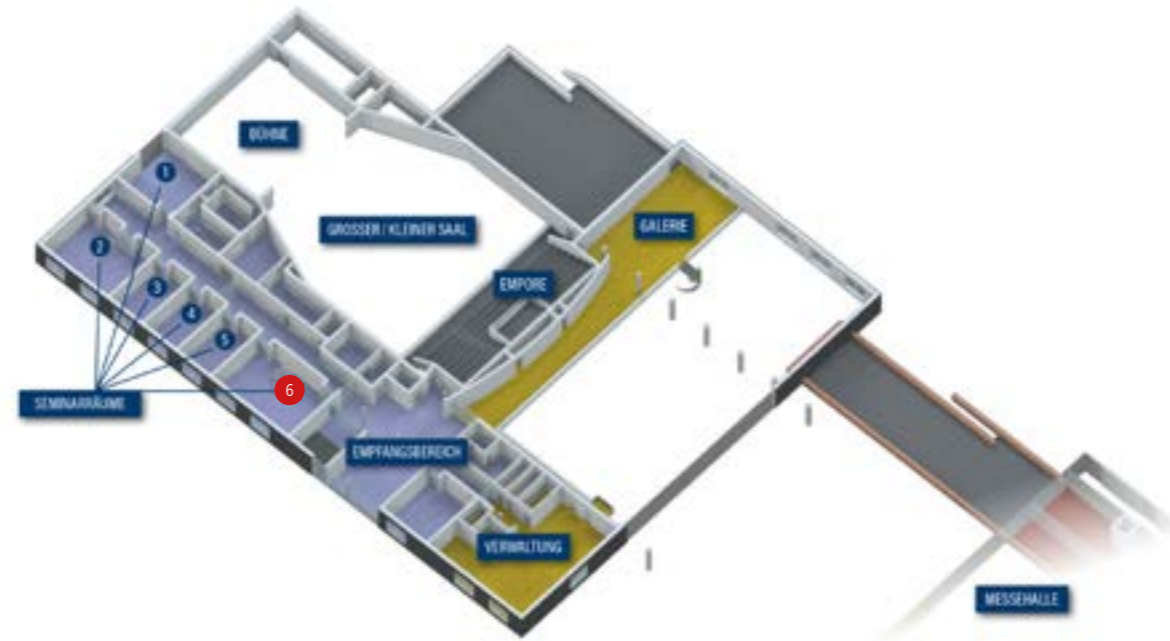 BÜHNE
1
GROSSER / KLEINER SAAL
GALERIE
2
EMPORE
3
4
5
6
SEMINARRÄUME
EMPFANGSBEREICH
VERWALTUNG
MESSEHALLE